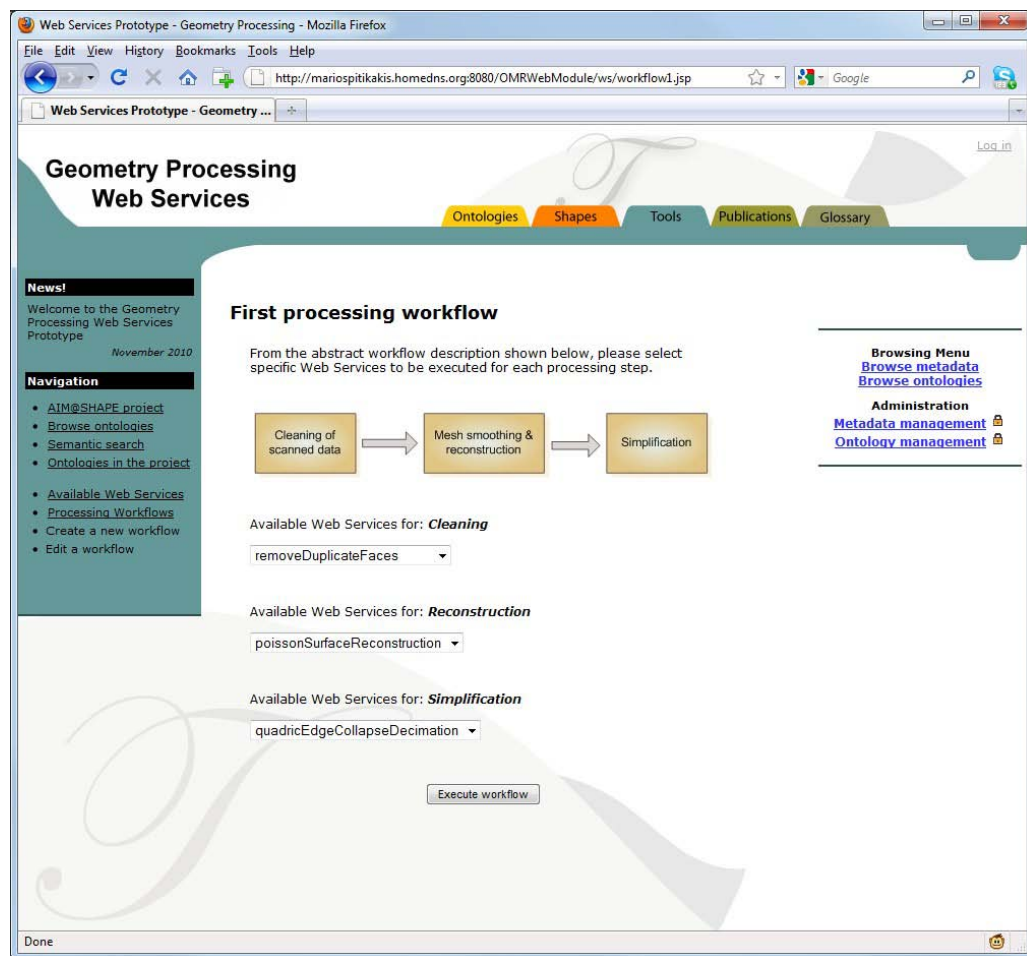 Web Services Prototype - Geometry Processing - Mozilla Firefox
File Edit View History Bookmarks Tools Help
http://mariospitikakis.homedns.org:8080/OMRWebModule/ws/workflow1.jsp
Google
Web Services Prototype - Geometry ...
Log in
Geometry Processing
Web Services
Ontologies Shapes Tools Publications Glossary
News!
Welcome to the Geometry
Processing Web Services
Prototype
November 2010
Navigation
AIM@SHAPE project
Browse ontologies
Semantic search
Ontologies in the project
Available Web Services
Processing Workflows
Create a new workflow
Edit a workflow
First processing workflow
From the abstract workflow description shown below, please select
specific Web Services to be executed for each processing step.
Cleaning of
scanned data
Mesh smoothing &
reconstruction
Simplification
Available Web Services for: Cleaning
removeDuplicateFaces
Available Web Services for: Reconstruction
poissonSurfaceReconstruction
Available Web Services for: Simplification
quadricEdgeCollapseDecimation
Execute workflow
Browsing Menu
Browse metadata
Browse ontologies
Administration
Metadata management
Ontology management
Done